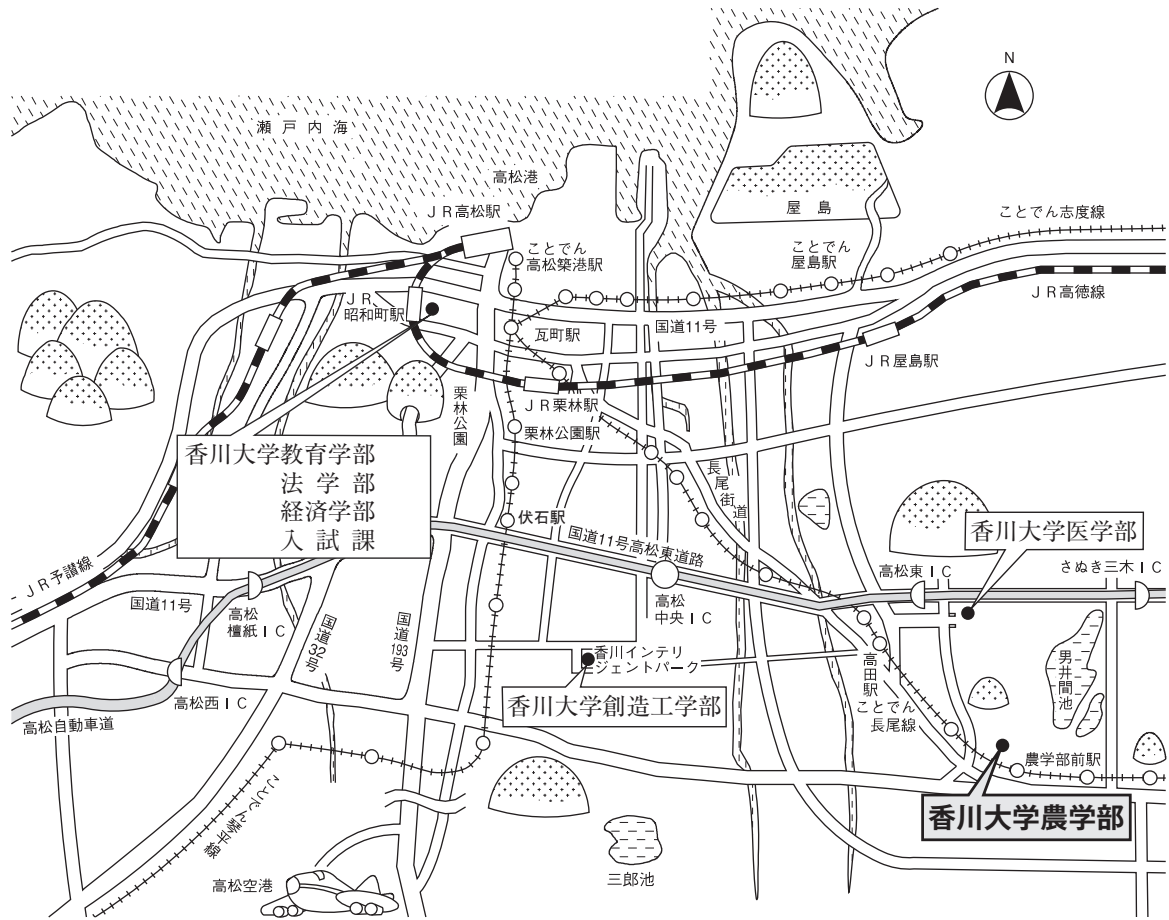 N
瀬戸内海
高松港
JR高松駅
屋島
ことでん志度線
ことでん
高松築港駅
ことでん
屋島駅
JR
昭和町駅
JR高徳線
瓦町駅
国道11号
JR屋島駅
栗林公園
JR栗林駅
栗林公園駅
長尾街道
香川大学教育学部
法学部
経済学部
入試課
伏石駅
国道11号高松東道路
香川大学医学部
高松東IC
さぬき三木IC
JR予讃線
国道11号
高松
檀紙IC
国道32号
国道193号
高松
中央IC
香川インテリ
ジェントパーク
高田駅
男井間池
高松西IC
香川大学創造工学部
ことでん
長尾線
高松自動車道
農学部前駅
ことでん琴平線
香川大学農学部
高松空港
三郎池